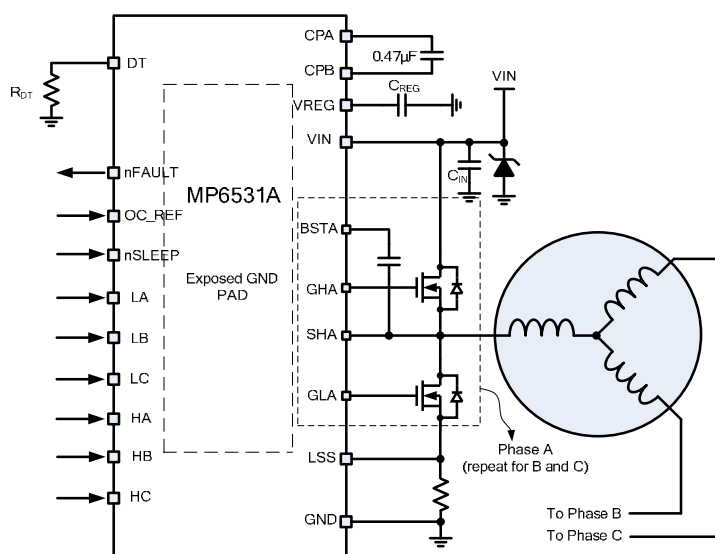 CPA
0.47µF
CPB
DT
RDT
VREG
CREG
VIN
VIN
CIN
nFAULT
MP6531A
OC_REF
BSTA
nSLEEP
Exposed GND
PAD
GHA
LA
SHA
LB
LC
GLA
HA
Phase A
(repeat for B and C)
HB
LSS
HC
GND
To Phase B
To Phase C